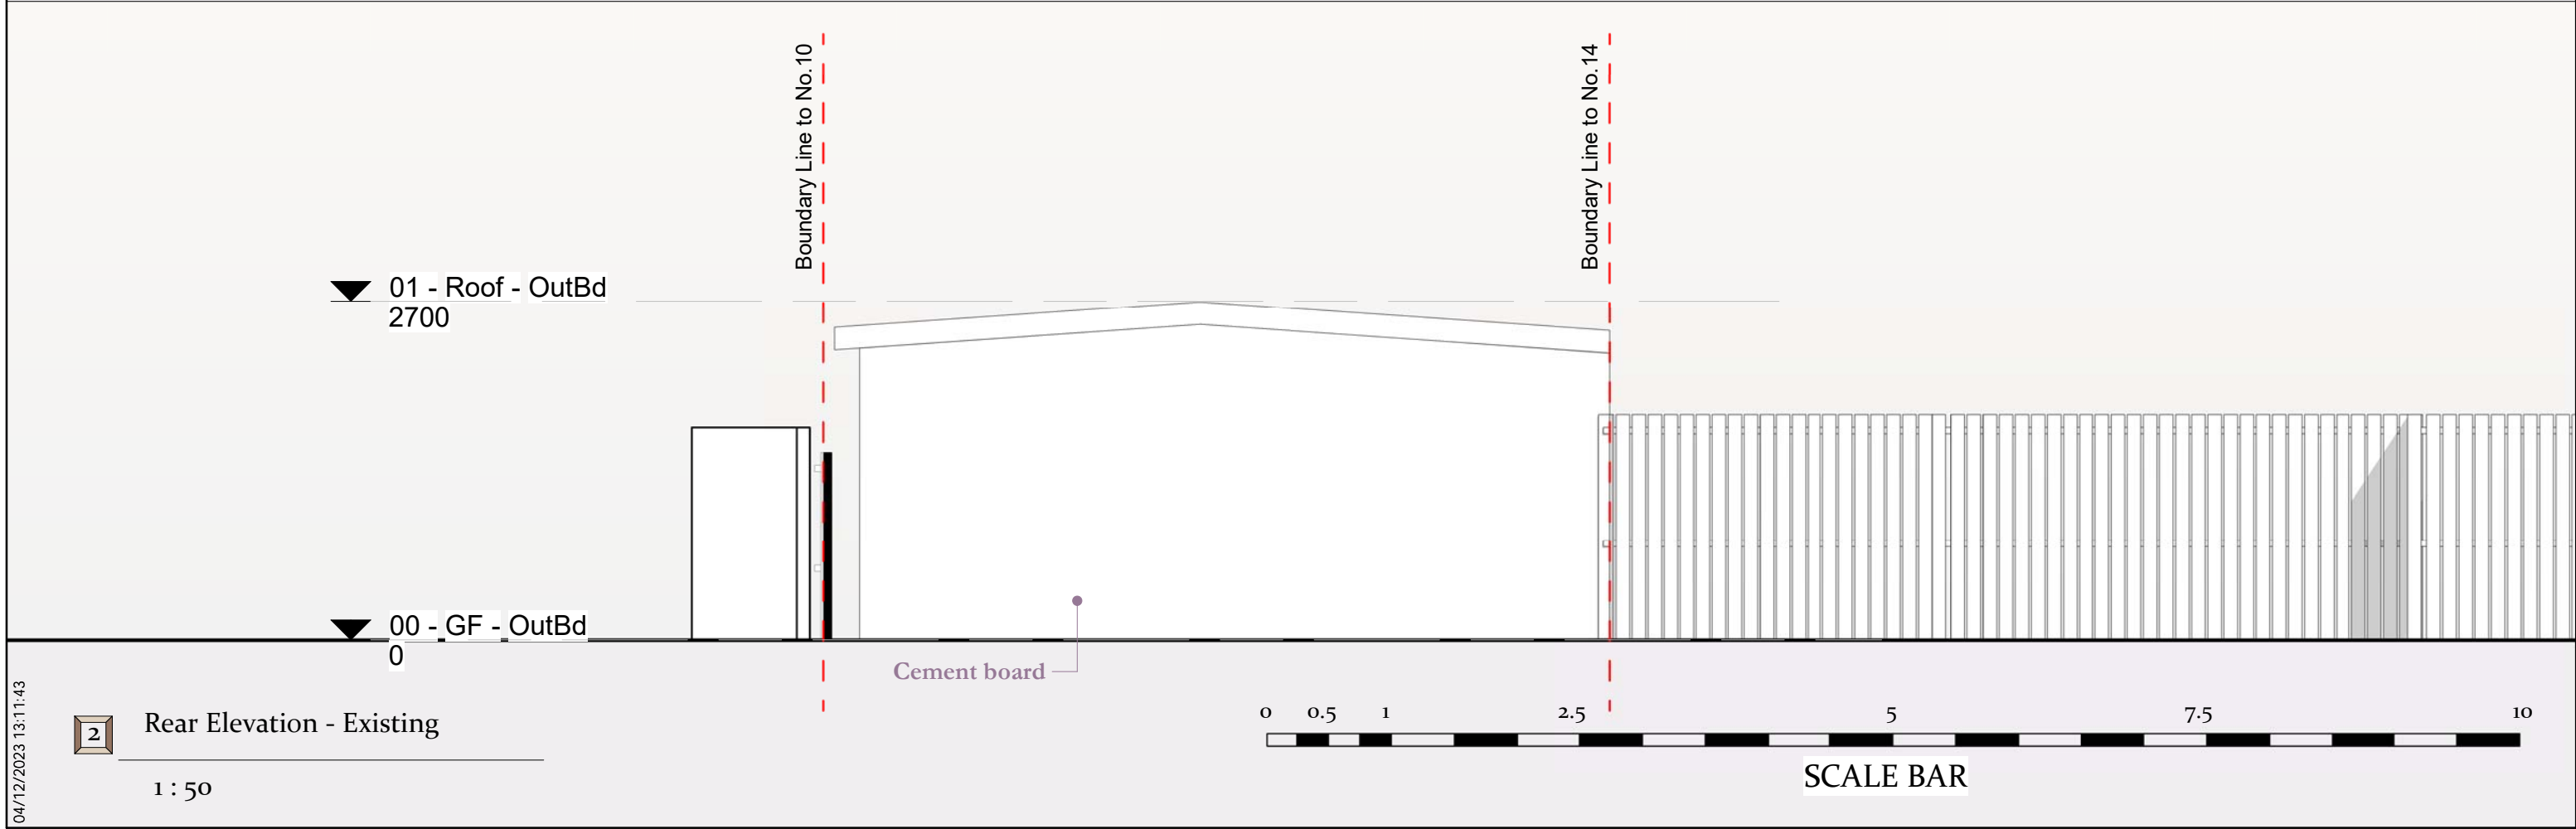 Boundary Line to No.10
Boundary Line to No.14
01 - Roof - OutBd
2700
00 - GF - OutBd
0
Cement board
04/12/2023 13:11:43
2
Rear Elevation - Existing
1 : 50
0 0.5 1 2.5 5 7.5 10
SCALE BAR